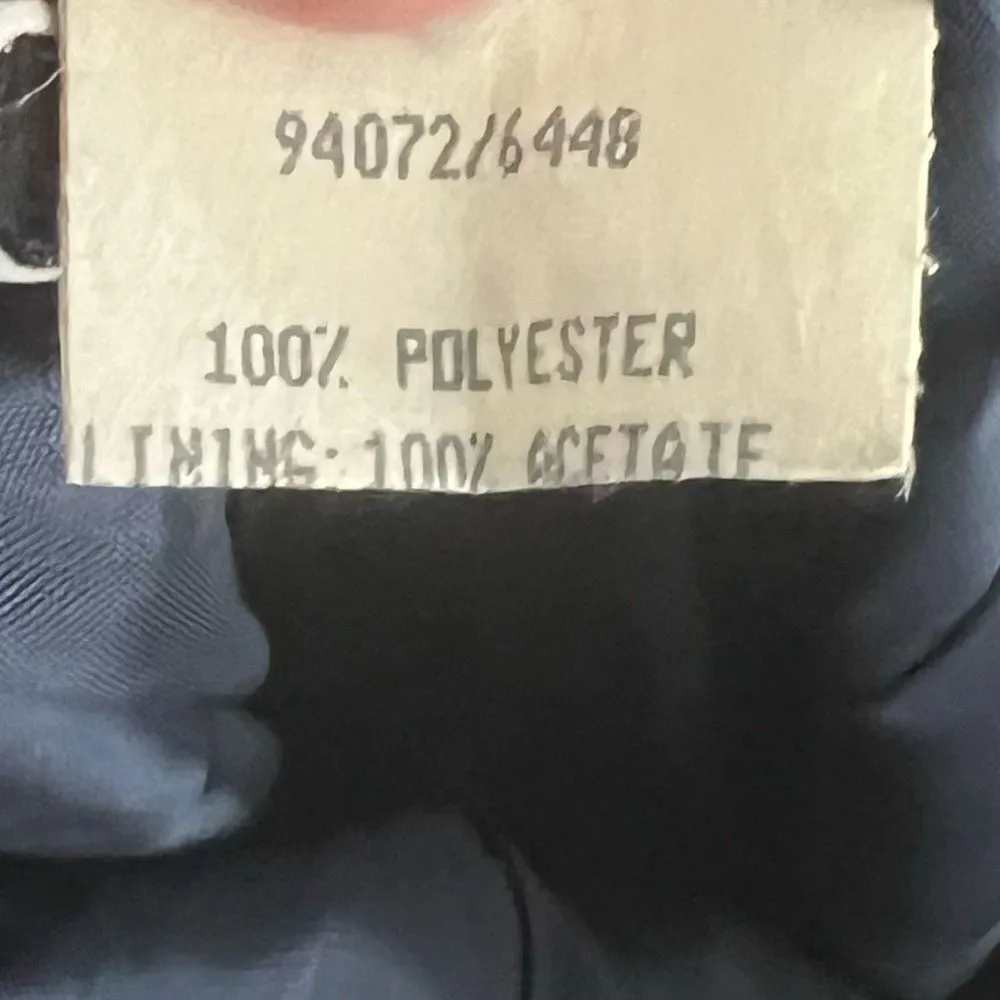 94072/6448
100% POLYESTER
LINING: 100% ACETATE